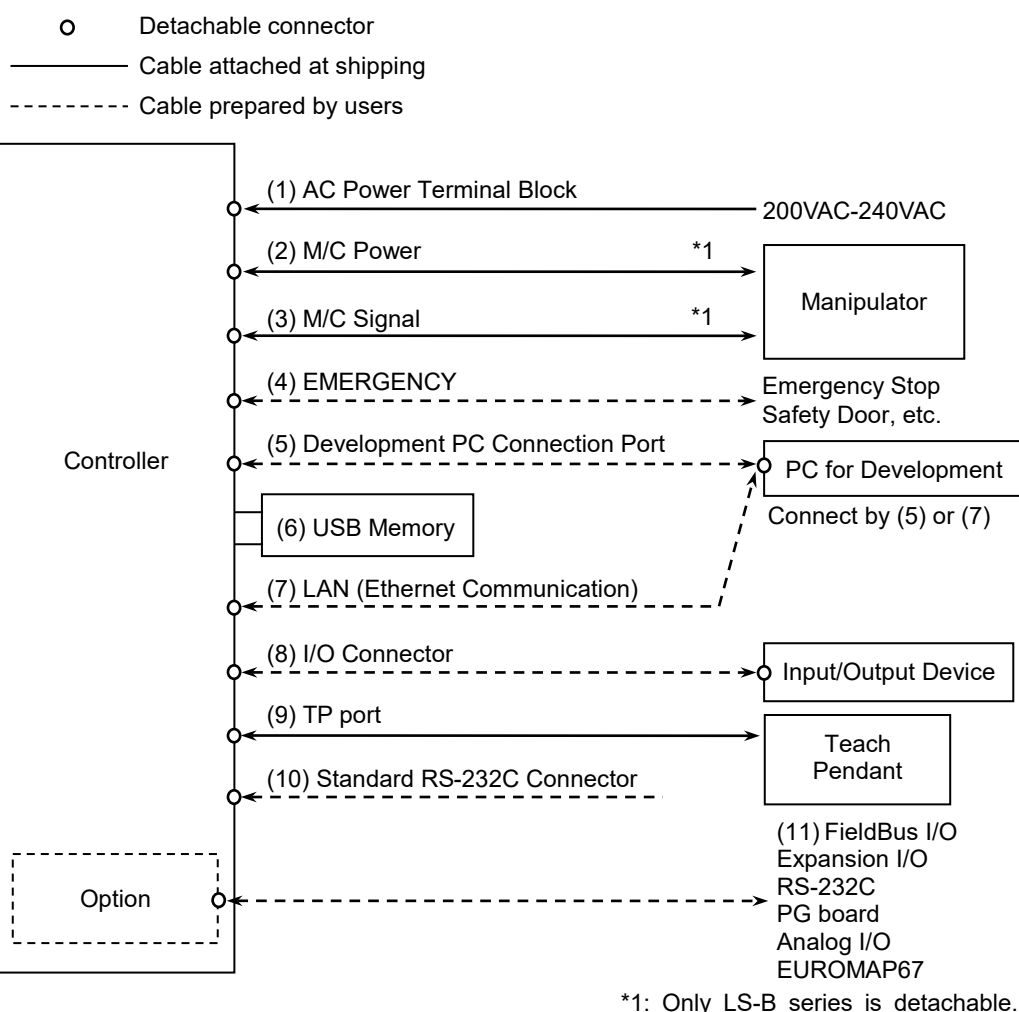 Detachable connector
Cable attached at shipping
Cable prepared by users
(1) AC Power Terminal Block
200VAC-240VAC
(2) M/C Power
*1
Manipulator
(3) M/C Signal
*1
(4) EMERGENCY
Emergency Stop
Safety Door, etc.
Controller
(5) Development PC Connection Port
PC for Development
Connect by (5) or (7)
(6) USB Memory
(7) LAN (Ethernet Communication)
(8) I/O Connector
Input/Output Device
(9) TP port
Teach
Pendant
(10) Standard RS-232C Connector
Option
(11) FieldBus I/O
Expansion I/O
RS-232C
PG board
Analog I/O
EUROMAP67
*1: Only LS-B series is detachable.